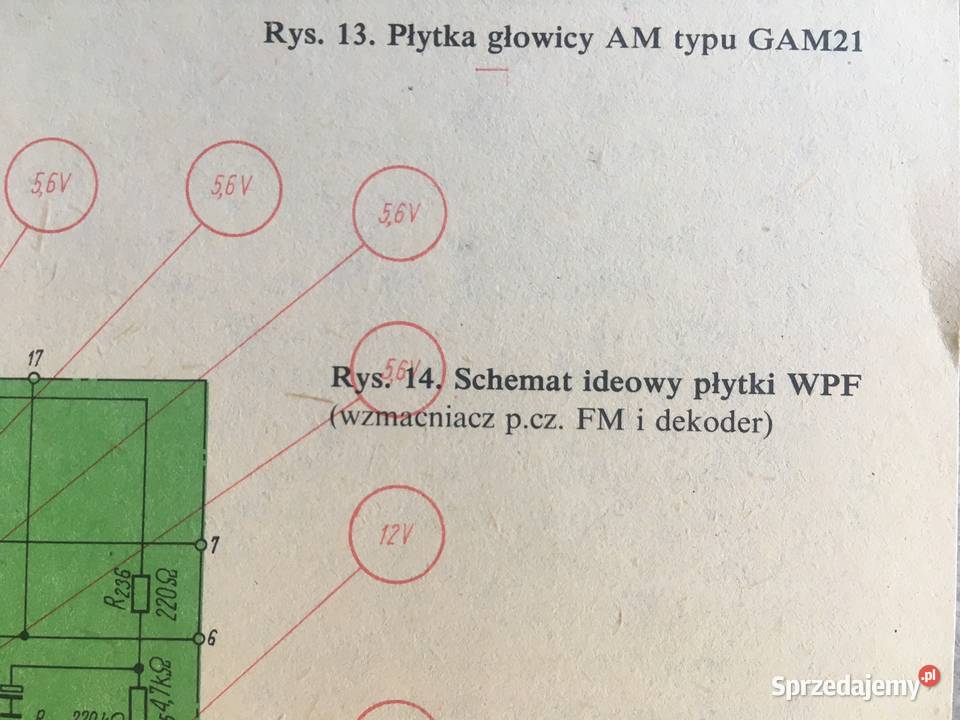 Rys. 13. Płytka głowicy AM typu GAM21
5,6V
5,6V
5,6V
17
5,6V
Rys. 14. Schemat ideowy płytki WPF
(wzmacniacz p.cz. FM i dekoder)
12V
7
R236
220Ω
6
4,7kΩ
Sprzedajemy.pl